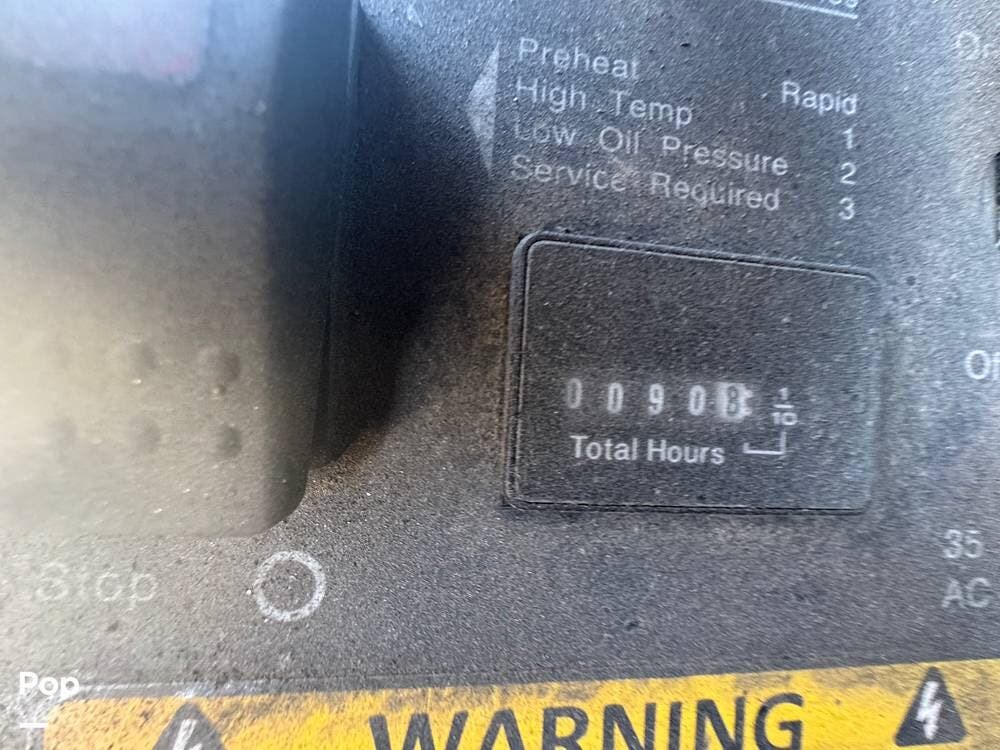 Preheat
High Temp Rapid
Low Oil Pressure 1
Service Required 2
3
0 0 9 0 8 1/10
Total Hours
35
AC
Stop
Pop
WARNING